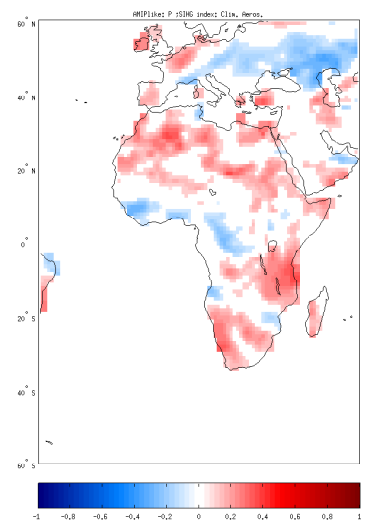 AMIPlike: P :SIHG index: Clim. Aeros.
60° N
40° N
20° N
0°
20° S
40° S
60° S
-1 -0.8 -0.6 -0.4 -0.2 0 0.2 0.4 0.6 0.8 1